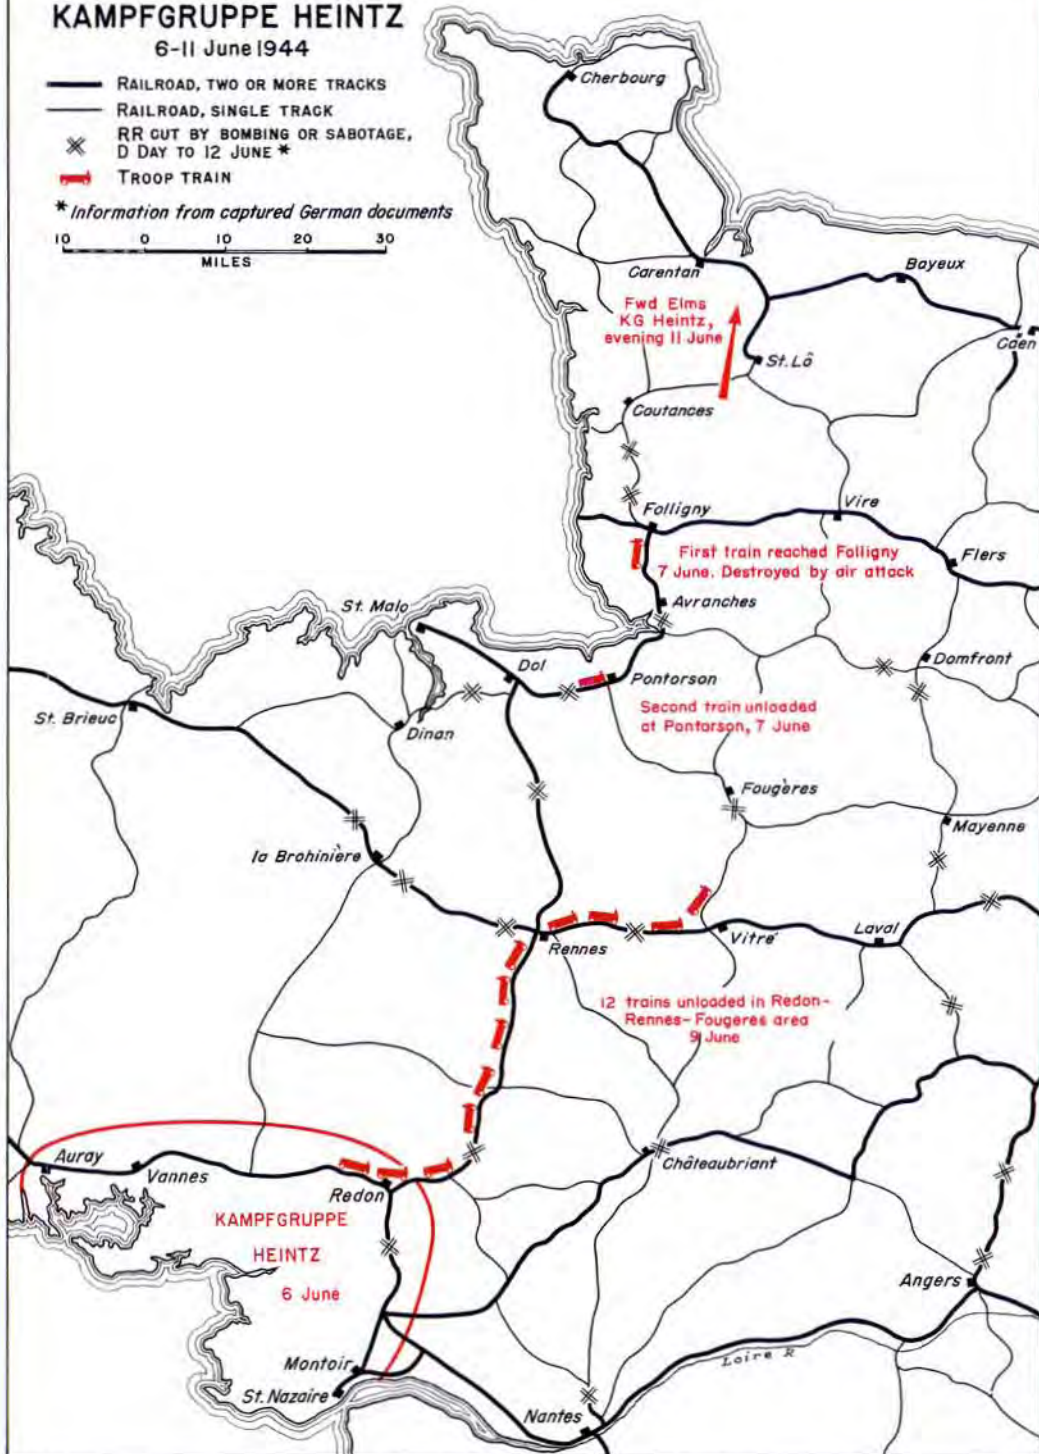 KAMPFGRUPPE HEINTZ
6-11 June 1944
RAILROAD, TWO OR MORE TRACKS
RAILROAD, SINGLE TRACK
RR CUT BY BOMBING OR SABOTAGE,
D DAY TO 12 JUNE *
TROOP TRAIN
* Information from captured German documents
10 0 10 20 30
MILES
Cherbourg
Carentan
Bayeux
Fwd Elms
KG Heintz,
evening 11 June
Caen
St. Lô
Coutances
Folligny
Vire
First train reached Folligny
7 June. Destroyed by air attack
Flers
Avranches
St. Malo
Dol
Pontorson
Domfront
St. Brieuc
Dinan
Second train unloaded
at Pontorson, 7 June
Fougères
Mayenne
la Brohinière
Rennes
Vitré
Laval
12 trains unloaded in Redon-
Rennes-Fougeres area
9 June
Auray
Vannes
Redon
Châteaubriant
KAMPFGRUPPE
HEINTZ
6 June
Angers
Montoir
St. Nazaire
Loire R
Nantes